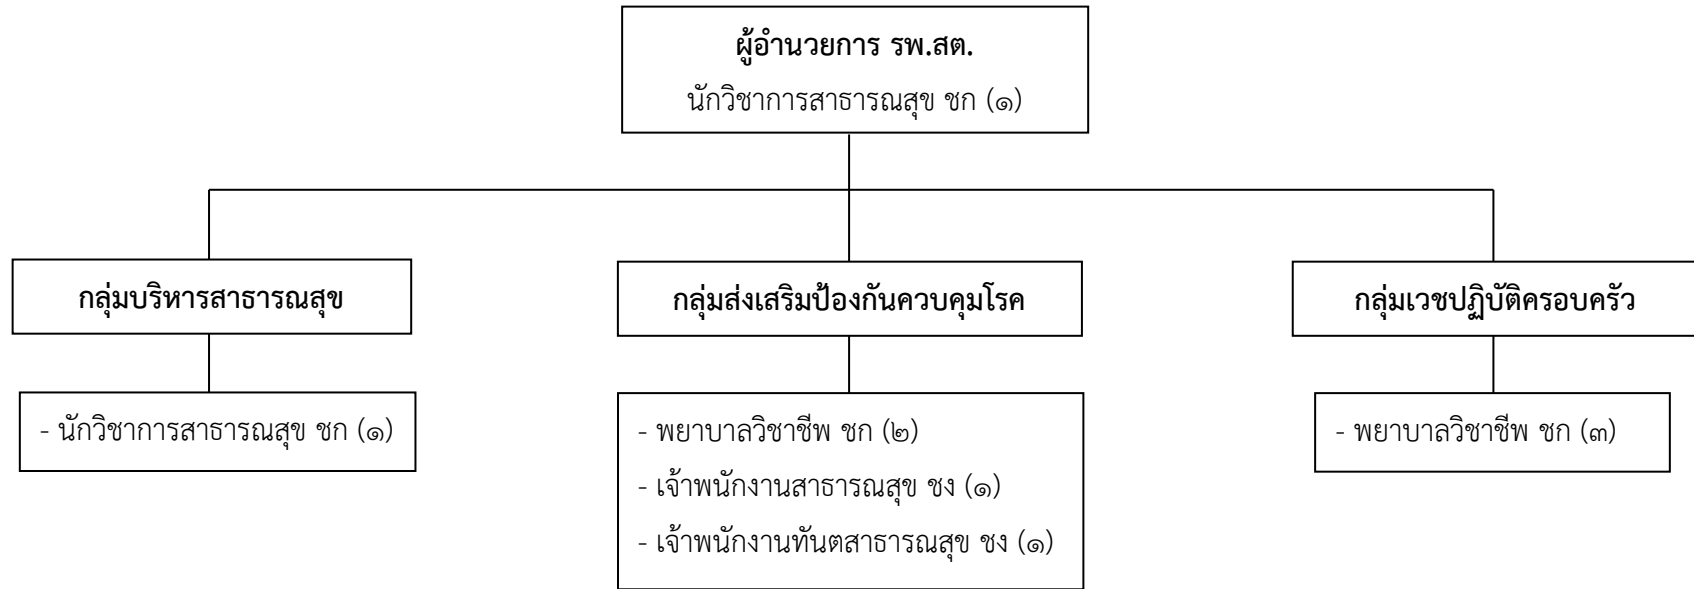 ผู้อำนวยการ รพ.สต.
นักวิชาการสาธารณสุข ชก (๑)
กลุ่มบริหารสาธารณสุข
- นักวิชาการสาธารณสุข ชก (๑)
กลุ่มส่งเสริมป้องกันควบคุมโรค
- พยาบาลวิชาชีพ ชก (๒)
- เจ้าพนักงานสาธารณสุข ชง (๑)
- เจ้าพนักงานทันตสาธารณสุข ชง (๑)
กลุ่มเวชปฏิบัติครอบครัว
- พยาบาลวิชาชีพ ชก (๓)